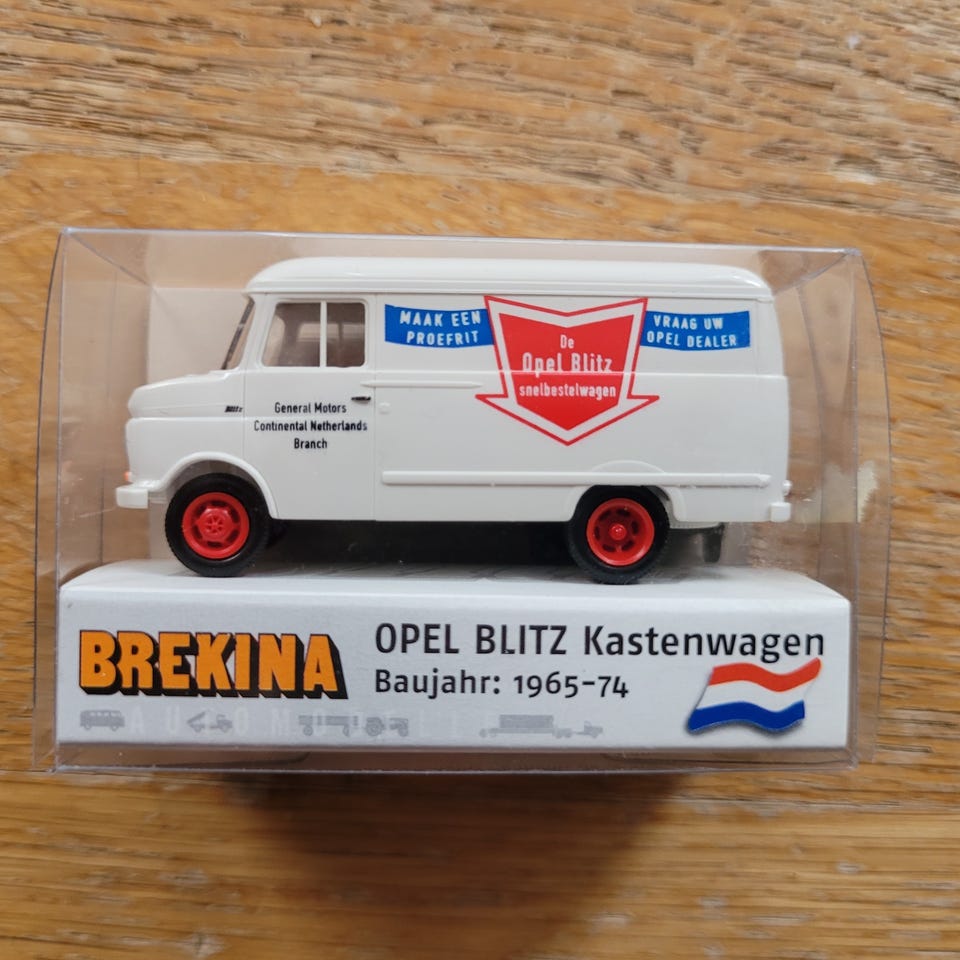 MAAK EEN
PROEFRIT
De
Opel Blitz
snelbestelwagen
VRAAG UW
OPEL DEALER
Blitz
General Motors
Continental Netherlands
Branch
BREKINA
AUTOMODELLE
OPEL BLITZ Kastenwagen
Baujahr: 1965-74